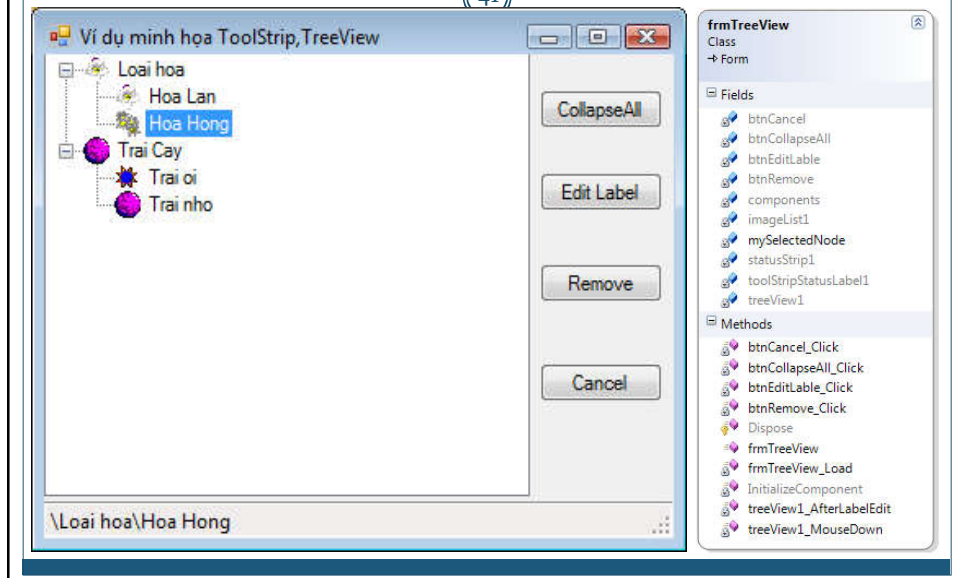 Ví dụ minh họa ToolStrip,TreeView
Loai hoa
Hoa Lan
Hoa Hong
Trai Cay
Trai oi
Trai nho
CollapseAll
Edit Label
Remove
Cancel
\Loai hoa\Hoa Hong
frmTreeView
Class
→ Form
Fields
btnCancel
btnCollapseAll
btnEditLable
btnRemove
components
imageList1
mySelectedNode
statusStrip1
toolStripStatusLabel1
treeView1
Methods
btnCancel_Click
btnCollapseAll_Click
btnEditLable_Click
btnRemove_Click
Dispose
frmTreeView
frmTreeView_Load
InitializeComponent
treeView1_AfterLabelEdit
treeView1_MouseDown